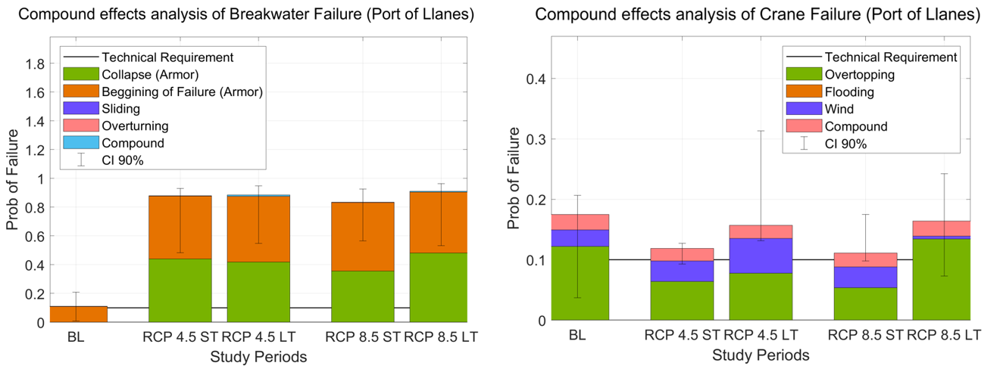 Compound effects analysis of Breakwater Failure (Port of Llanes)
Prob of Failure
1.8
1.6
1.4
1.2
1
0.8
0.6
0.4
0.2
0
Technical Requirement
Collapse (Armor)
Beggining of Failure (Armor)
Sliding
Overturning
Compound
CI 90%
BL RCP 4.5 ST RCP 4.5 LT RCP 8.5 ST RCP 8.5 LT
Study Periods
Compound effects analysis of Crane Failure (Port of Llanes)
Prob of Failure
0.4
0.3
0.2
0.1
0
Technical Requirement
Overtopping
Flooding
Wind
Compound
CI 90%
BL RCP 4.5 ST RCP 4.5 LT RCP 8.5 ST RCP 8.5 LT
Study Periods